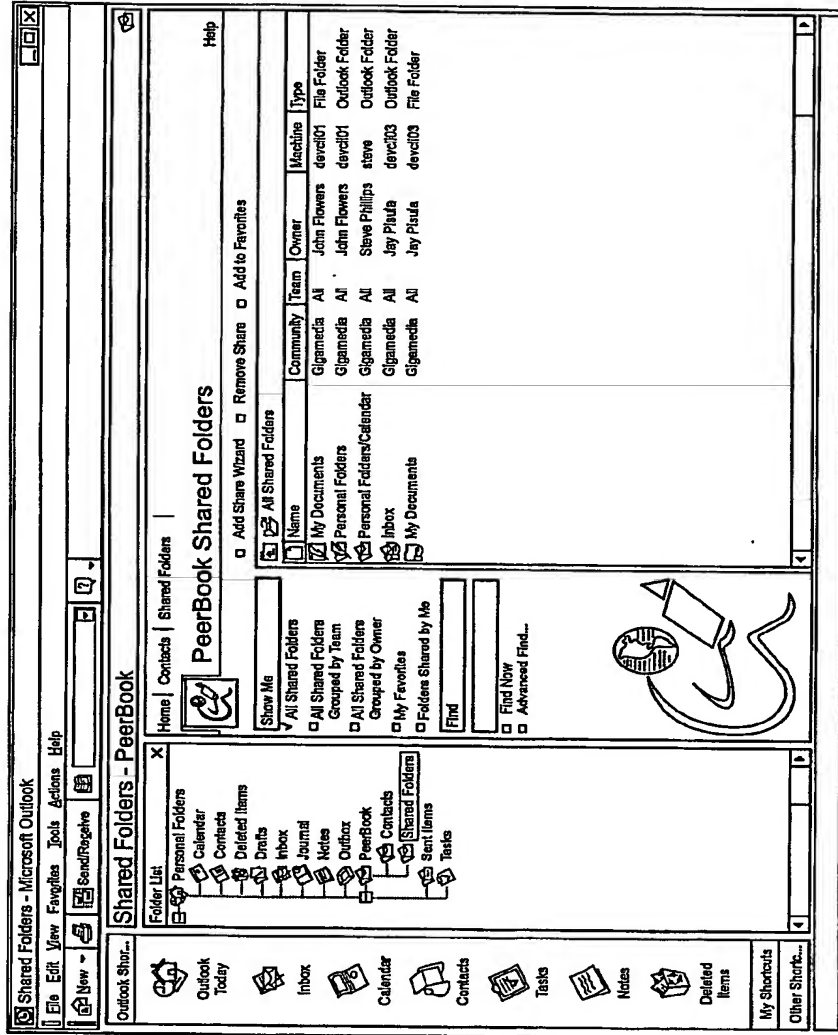 Shared Folders - Microsoft Outlook
File Edit View Favorites Tools Actions Help
New Send/Receive
Outlook Shor...
Shared Folders - PeerBook
Outlook Today
Inbox
Calendar
Contacts
Tasks
Notes
Deleted Items
My Shortcuts
Other Shortc...
Folder List X
Personal Folders
Calendar
Contacts
Deleted Items
Drafts
Inbox
Journal
Notes
Outbox
PeerBook
Contacts
Shared Folders
Sent Items
Tasks
Home | Contacts | Shared Folders |
PeerBook Shared Folders
Help
Add Share Wizard Remove Share Add to Favorites
Show Me
All Shared Folders
All Shared Folders
Grouped by Team
All Shared Folders
Grouped by Owner
My Favorites
Folders Shared by Me
Find
Find Now
Advanced Find...
All Shared Folders
Name Community Team Owner Machine Type
My Documents Gigamedia All John Flowers devcli01 File Folder
Personal Folders Gigamedia All John Flowers devcli01 Outlook Folder
Personal Folders/Calendar Gigamedia All Steve Phillips steve Outlook Folder
Inbox Gigamedia All Jay Pisula devcli03 Outlook Folder
My Documents Gigamedia All Jay Pisula devcli03 File Folder